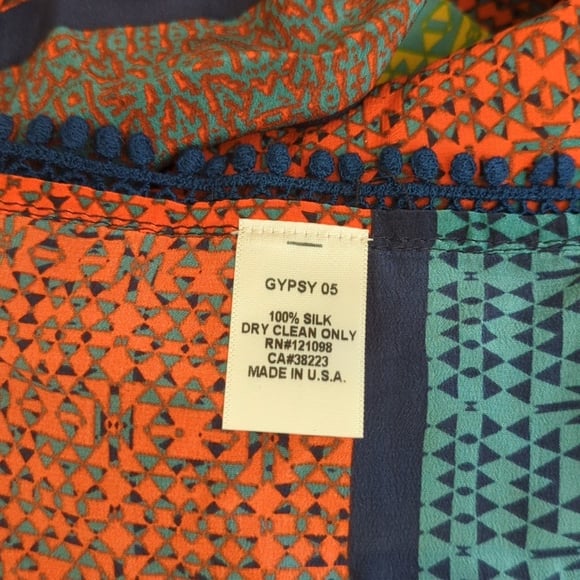 GYPSY 05
100% SILK
DRY CLEAN ONLY
RN#121098
CA#38223
MADE IN U.S.A.